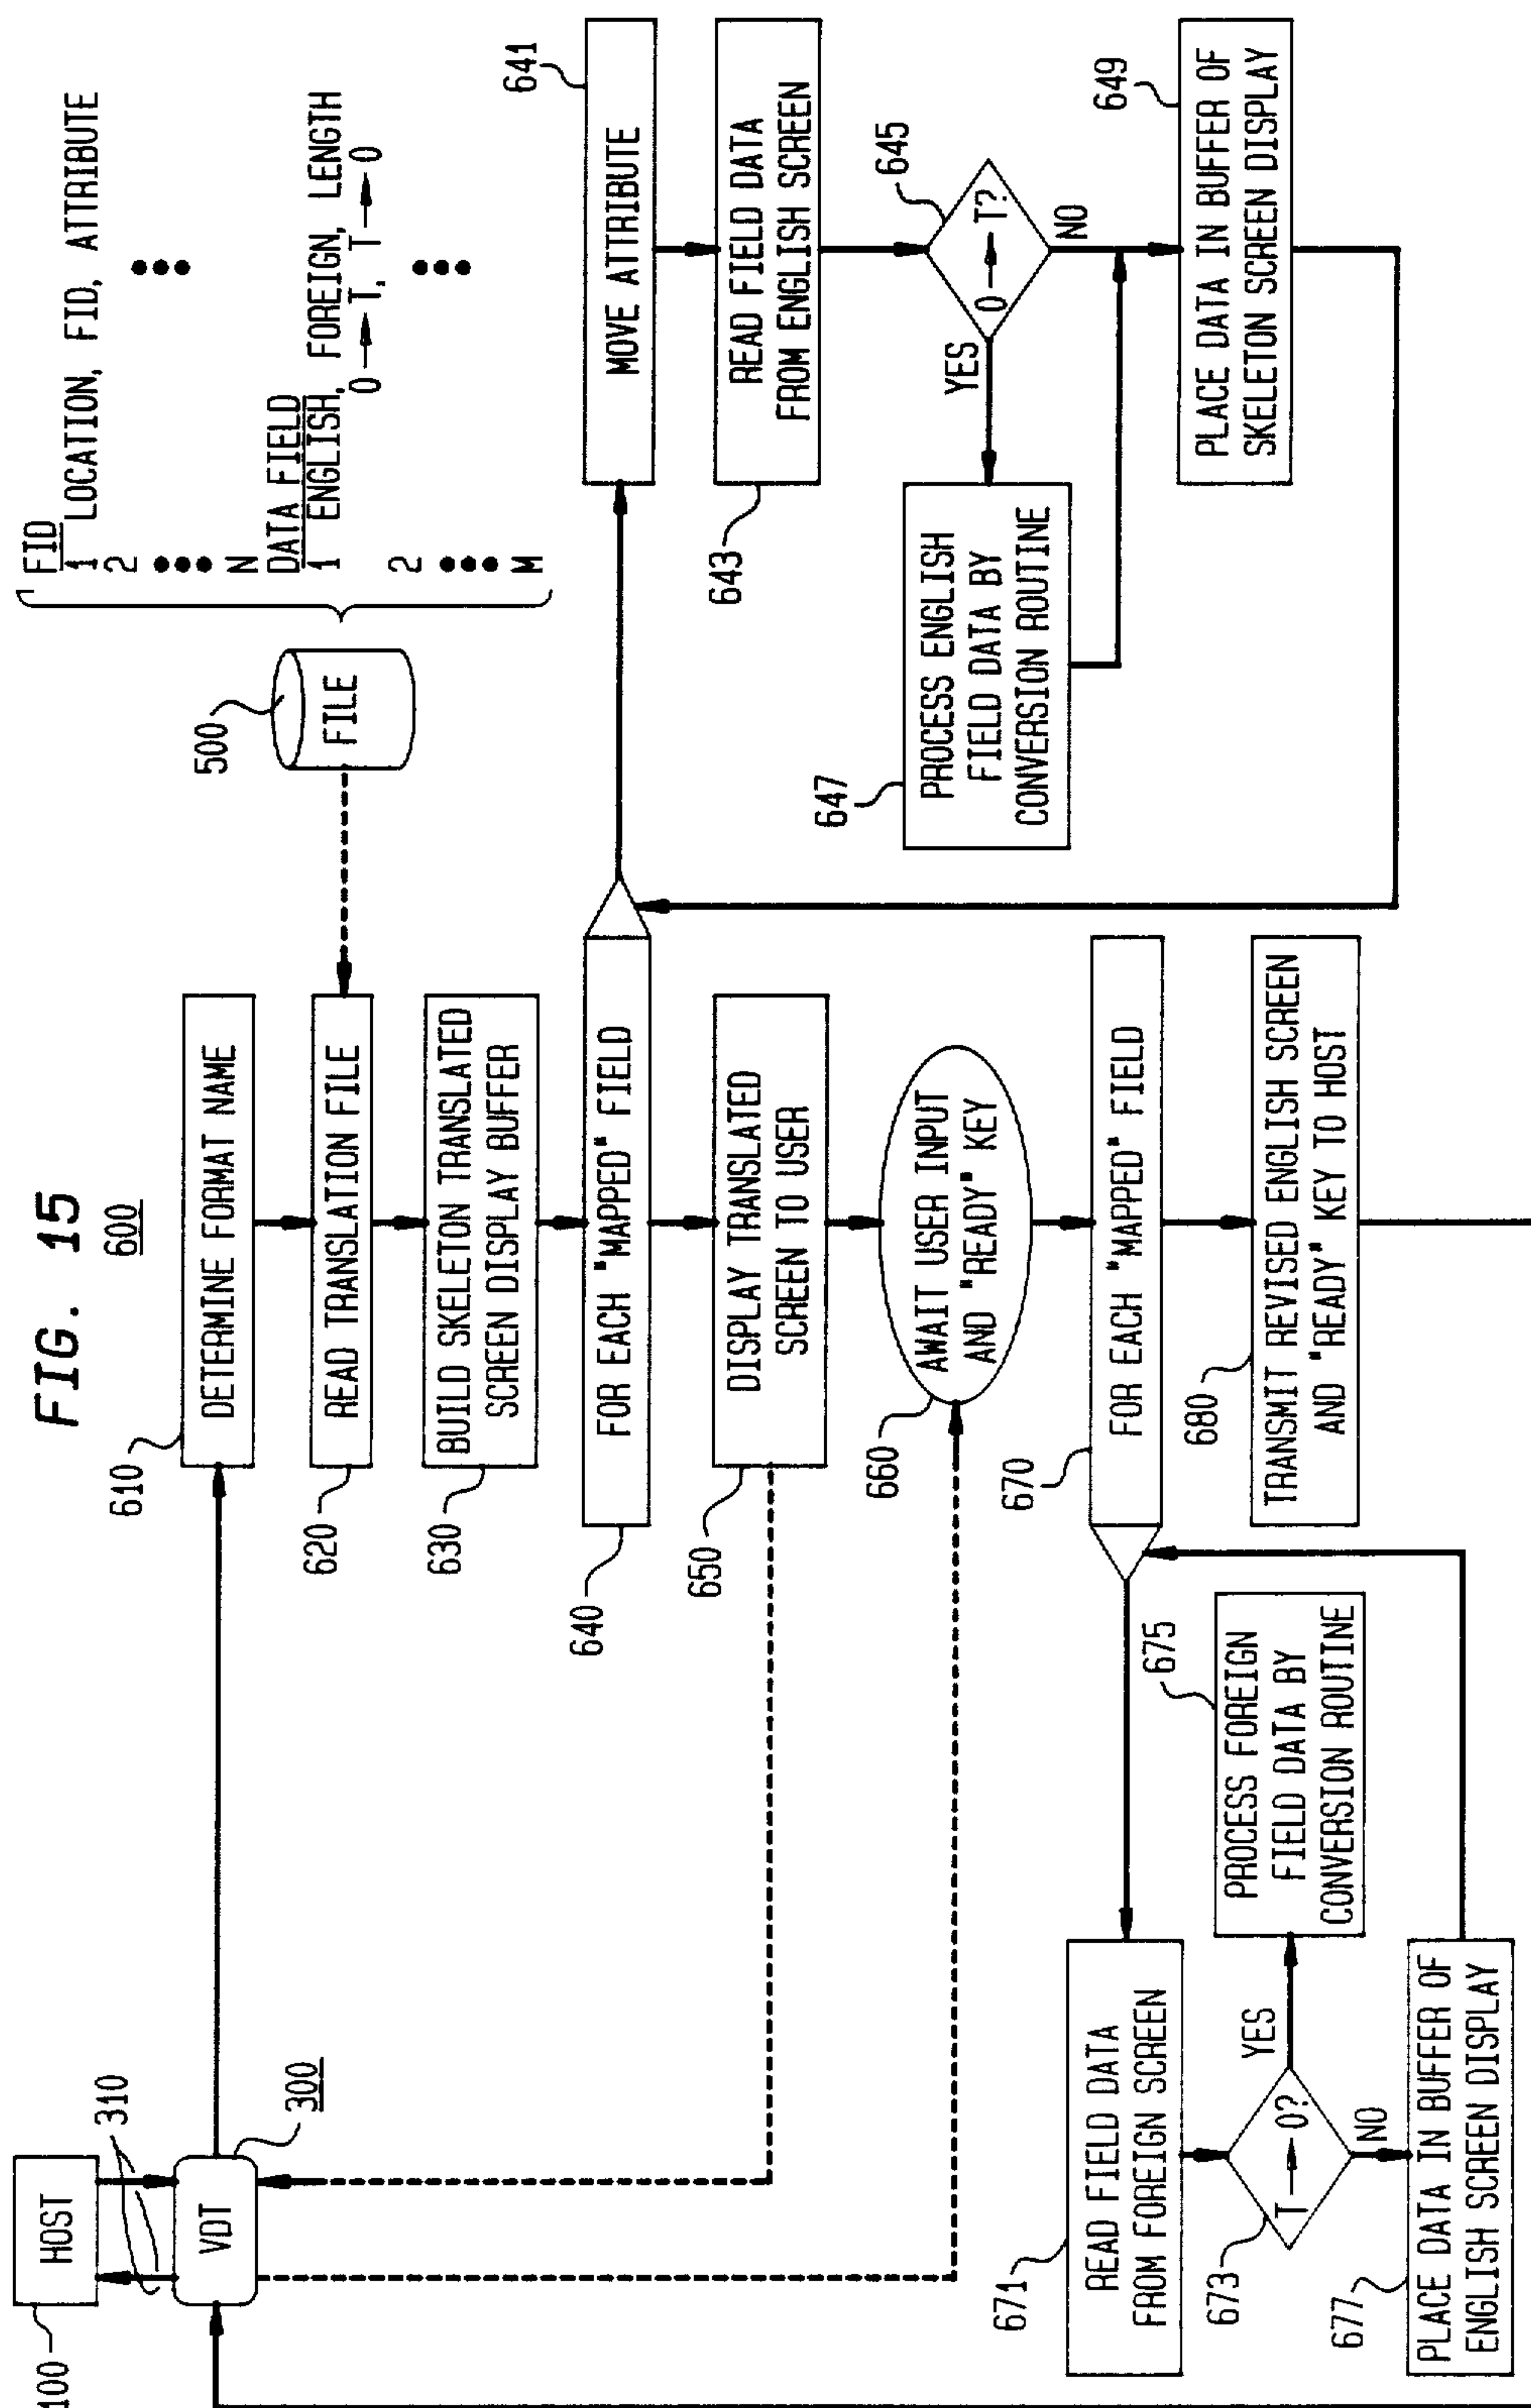 FIG. 15
600
100
HOST
310
VDT
300
610
DETERMINE FORMAT NAME
620
READ TRANSLATION FILE
500
FILE
FID
1 LOCATION, FID, ATTRIBUTE
2
N
DATA FIELD
1 ENGLISH, FOREIGN, LENGTH
O → T, T → O
2
M
630
BUILD SKELETON TRANSLATED
SCREEN DISPLAY BUFFER
640
FOR EACH "MAPPED" FIELD
641
MOVE ATTRIBUTE
643
READ FIELD DATA
FROM ENGLISH SCREEN
645
O → T?
YES
NO
647
PROCESS ENGLISH
FIELD DATA BY
CONVERSION ROUTINE
649
PLACE DATA IN BUFFER OF
SKELETON SCREEN DISPLAY
650
DISPLAY TRANSLATED
SCREEN TO USER
660
AWAIT USER INPUT
AND "READY" KEY
670
FOR EACH "MAPPED" FIELD
671
READ FIELD DATA
FROM FOREIGN SCREEN
673
T → O?
YES
NO
675
PROCESS FOREIGN
FIELD DATA BY
CONVERSION ROUTINE
677
PLACE DATA IN BUFFER OF
ENGLISH SCREEN DISPLAY
680
TRANSMIT REVISED ENGLISH SCREEN
AND "READY" KEY TO HOST